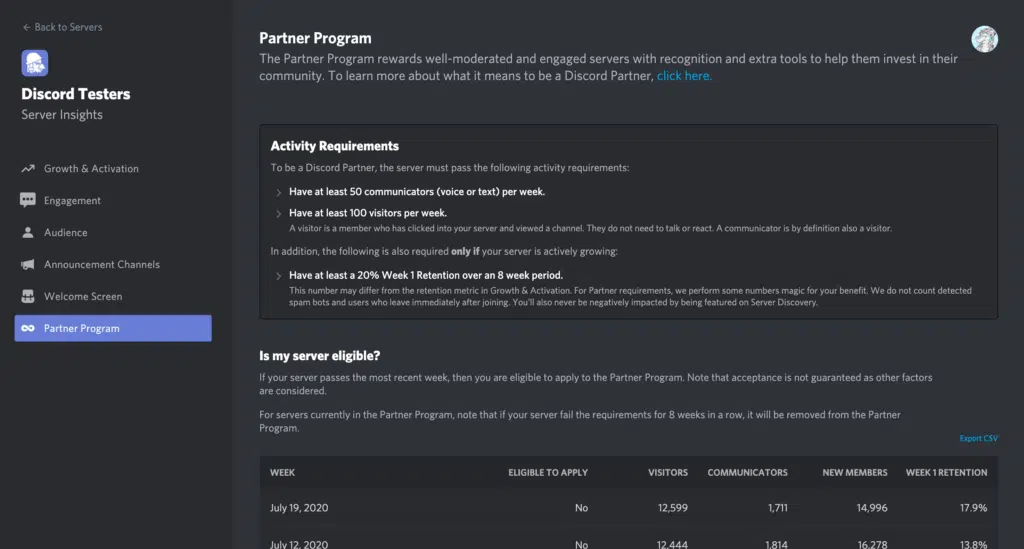 ← Back to Servers
Discord Testers
Server Insights
Growth & Activation
Engagement
Audience
Announcement Channels
Welcome Screen
Partner Program
Partner Program
The Partner Program rewards well-moderated and engaged servers with recognition and extra tools to help them invest in their
community. To learn more about what it means to be a Discord Partner, click here.
Activity Requirements
To be a Discord Partner, the server must pass the following activity requirements:
Have at least 50 communicators (voice or text) per week.
Have at least 100 visitors per week.
A visitor is a member who has clicked into your server and viewed a channel. They do not need to talk or react. A communicator is by definition also a visitor.
In addition, the following is also required only if your server is actively growing:
Have at least a 20% Week 1 Retention over an 8 week period.
This number may differ from the retention metric in Growth & Activation. For Partner requirements, we perform some numbers magic for your benefit. We do not count detected
spam bots and users who leave immediately after joining. You'll also never be negatively impacted by being featured on Server Discovery.
Is my server eligible?
If your server passes the most recent week, then you are eligible to apply to the Partner Program. Note that acceptance is not guaranteed as other factors
are considered.
For servers currently in the Partner Program, note that if your server fail the requirements for 8 weeks in a row, it will be removed from the Partner
Program.
Export CSV
WEEK ELIGIBLE TO APPLY VISITORS COMMUNICATORS NEW MEMBERS WEEK 1 RETENTION
July 19, 2020 No 12,599 1,711 14,996 17.9%
July 12, 2020 No 12,444 1,814 16,278 13.8%